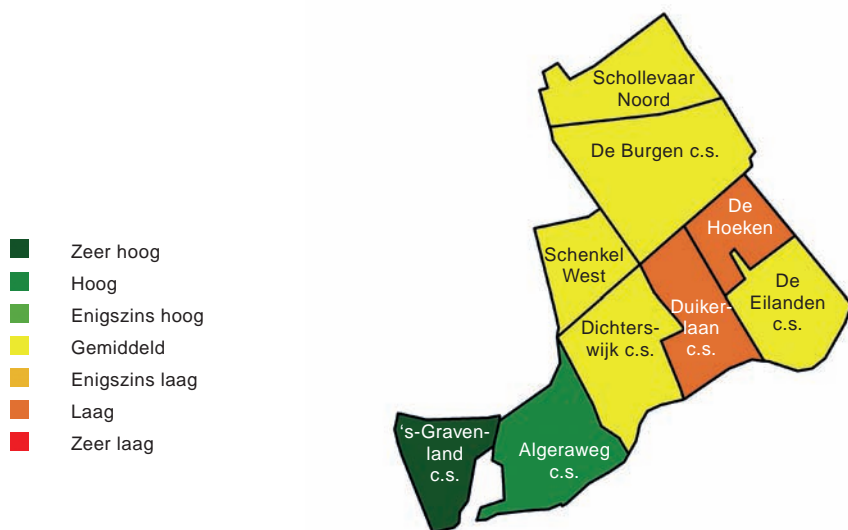 Schollevaar
Noord
De Burgen c.s.
De
Hoeken
Schenkel
West
De
Eilanden
c.s.
Duiker-
laan
c.s.
Dichters-
wijk c.s.
's-Graven-
land
c.s.
Algeraweg
c.s.
Zeer hoog
Hoog
Enigszins hoog
Gemiddeld
Enigszins laag
Laag
Zeer laag